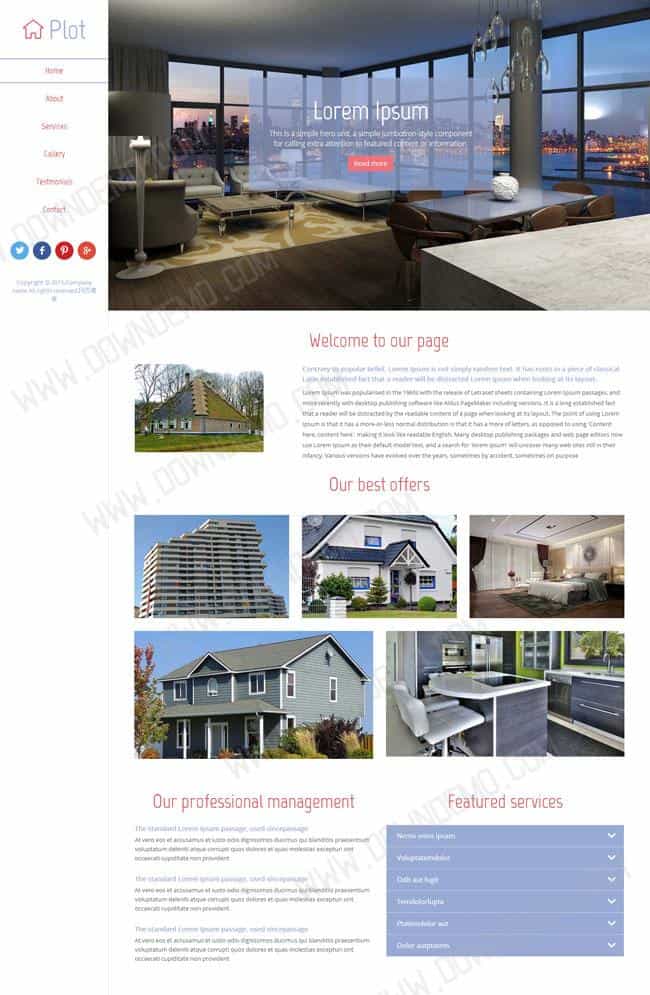 Plot
Home
About
Services
Gallery
Testimonials
Contact
Copyright © 2015.Company
name All rights reserved.
Lorem Ipsum
This is a simple hero unit, a simple jumbotron-style component
for calling extra attention to featured content or information.
Read more
Welcome to our page
Contrary to popular belief, Lorem Ipsum is not simply random text. It has roots in a piece of classical
Latin established fact that a reader will be distracted Lorem Ipsum when looking at its layout.
Lorem Ipsum was popularised in the 1960s with the release of Letraset sheets containing Lorem Ipsum passages, and
more recently with desktop publishing software like Aldus PageMaker including versions. It is a long established fact
that a reader will be distracted by the readable content of a page when looking at its layout. The point of using Lorem
Ipsum is that it has a more-or-less normal distribution in that it has a more of letters, as opposed to using 'Content
here, content here', making it look like readable English. Many desktop publishing packages and web page editors now
use Lorem Ipsum as their default model text, and a search for 'lorem ipsum' will uncover many web sites still in their
infancy. Various versions have evolved over the years, sometimes by accident, sometimes on purpose
Our best offers
Our professional management
The standard Lorem Ipsum passage, used sincepassage
At vero eos et accusamus et iusto odio dignissimos ducimus qui blanditiis praesentium
voluptatum deleniti atque corrupti quos dolores et quas molestias excepturi sint
occaecati cupiditate non provident
The standard Lorem Ipsum passage, used sincepassage
At vero eos et accusamus et iusto odio dignissimos ducimus qui blanditiis praesentium
voluptatum deleniti atque corrupti quos dolores et quas molestias excepturi sint
occaecati cupiditate non provident
The standard Lorem Ipsum passage, used sincepassage
At vero eos et accusamus et iusto odio dignissimos ducimus qui blanditiis praesentium
voluptatum deleniti atque corrupti quos dolores et quas molestias excepturi sint
occaecati cupiditate non provident
Featured services
Nemo enim ipsam
Voluptatemdolor
Odit aut fugit
Trendolorlupta
Ptatemdolor aut
Dolor autptatem
WWW.DOWNDEMO.COM